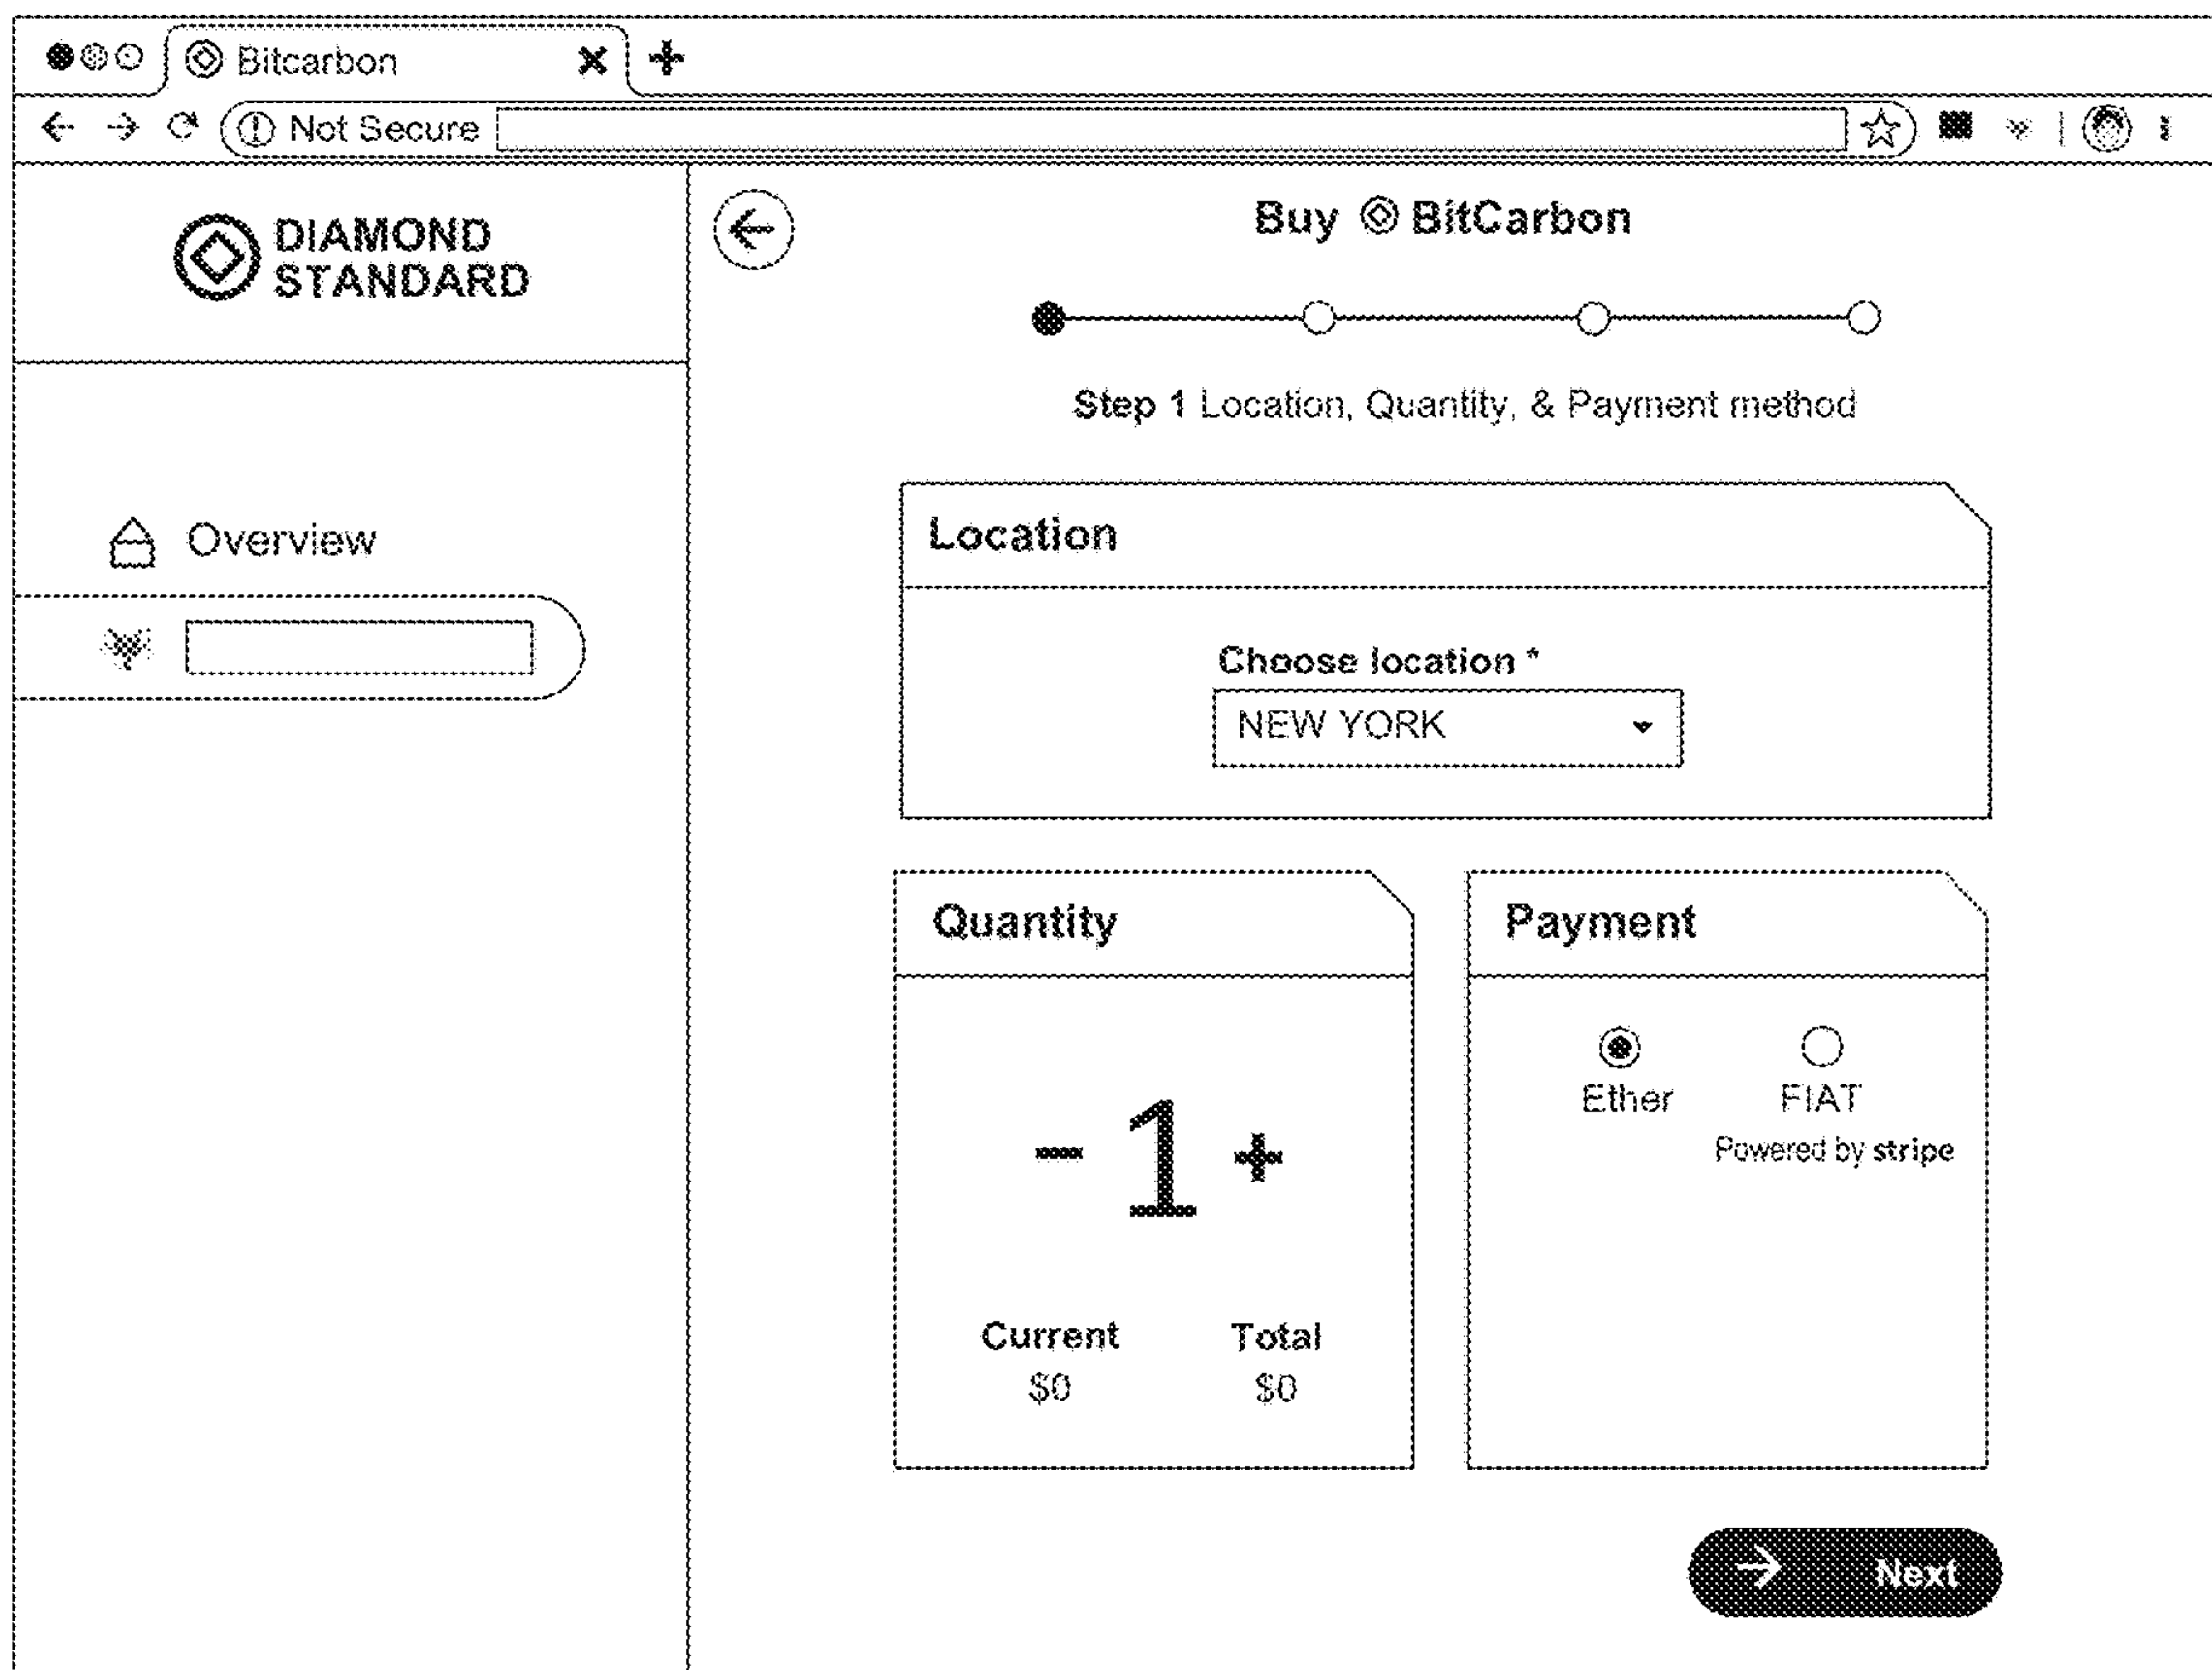 Bitcarbon
Not Secure
DIAMOND
STANDARD
Overview
Buy BitCarbon
Step 1 Location, Quantity, & Payment method
Location
Choose location *
NEW YORK
Quantity
- 1 +
Current Total
$0 $0
Payment
Ether FIAT
Powered by stripe
Next